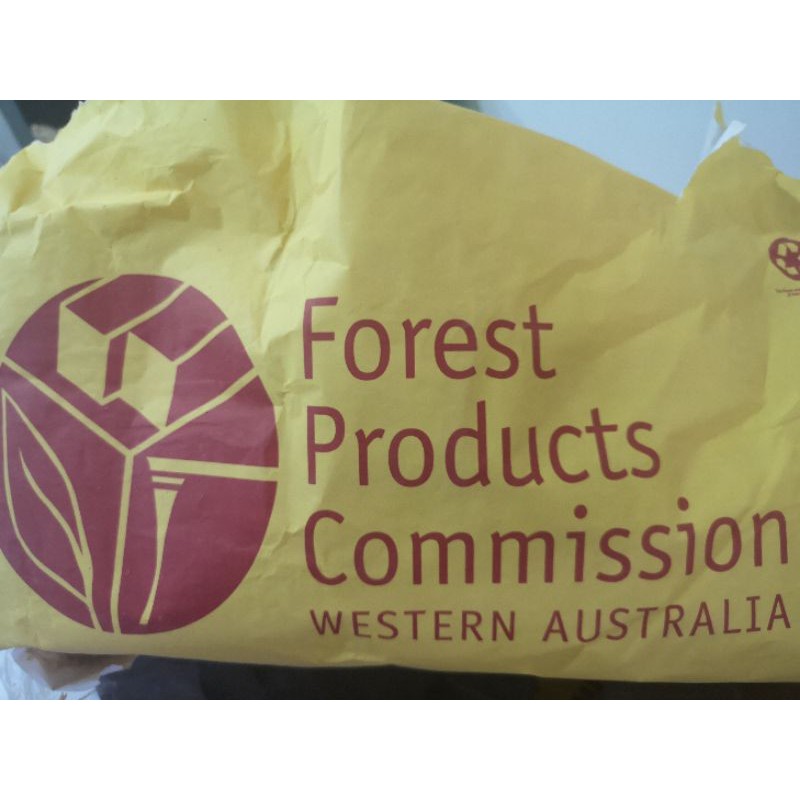 Forest
Products
Commission
WESTERN AUSTRALIA